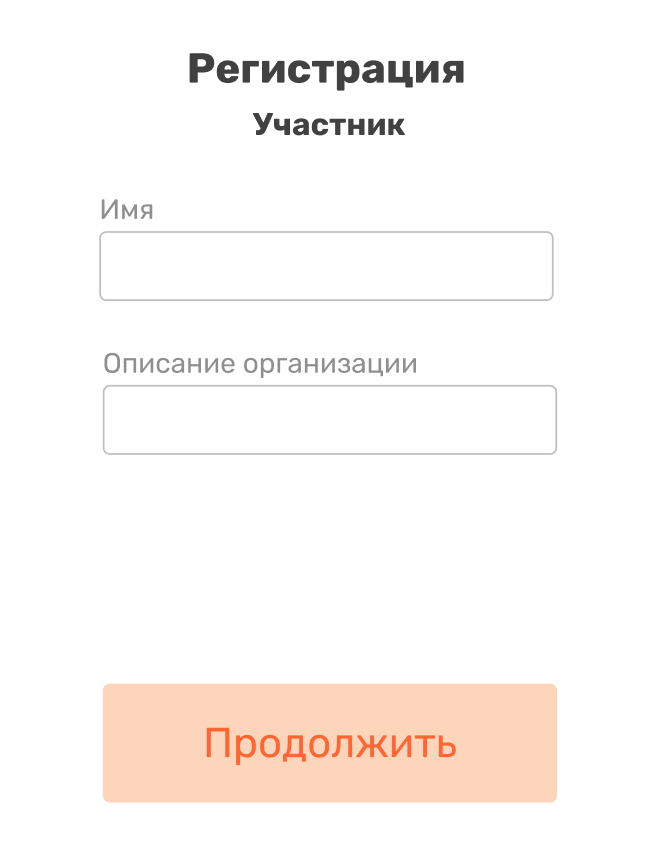 Регистрация
Участник
Имя
Описание организации
Продолжить